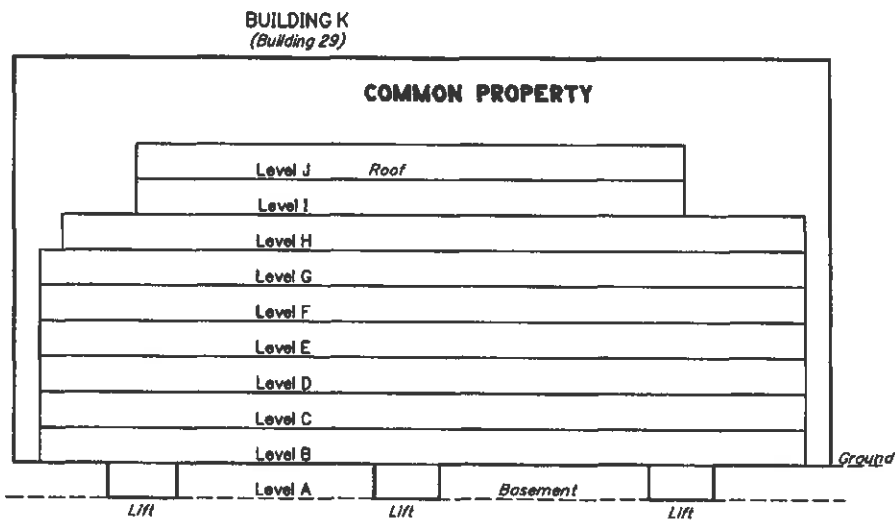 BUILDING K
(Building 29)
COMMON PROPERTY
Level J Roof
Level I
Level H
Level G
Level F
Level E
Level D
Level C
Level B
Ground
Level A Basement
Lift Lift Lift